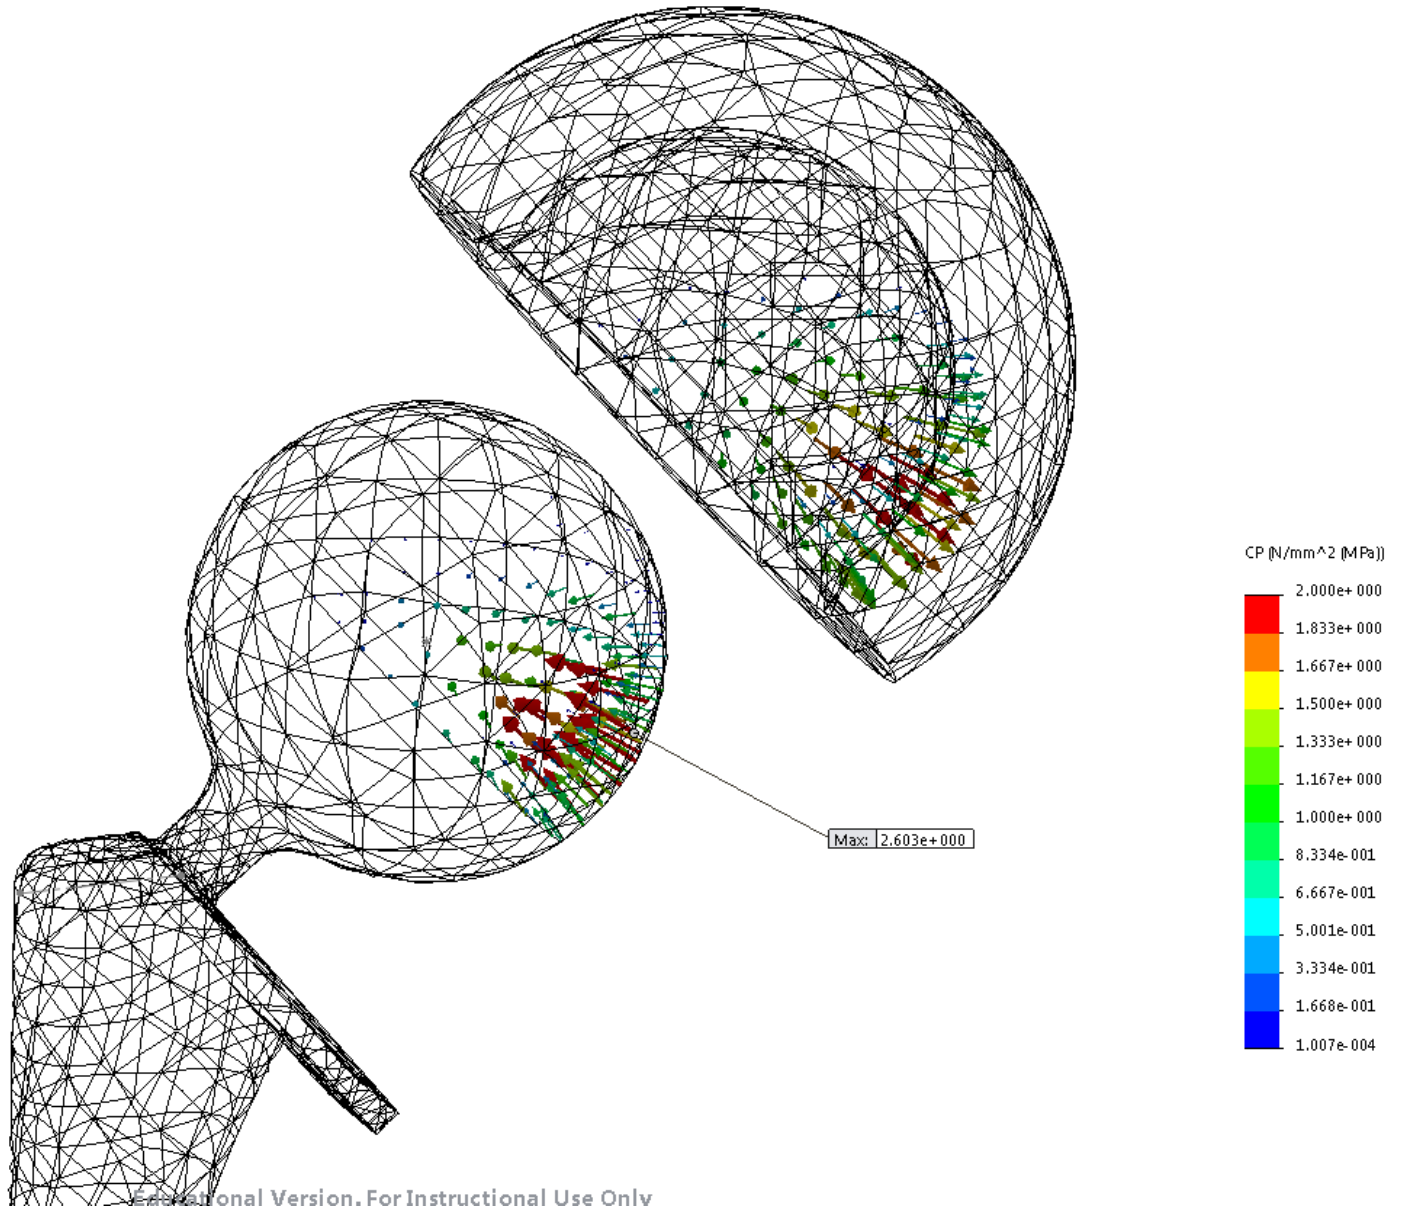 CP (N/mm^2 (MPa))
2.000e+000
1.833e+000
1.667e+000
1.500e+000
1.333e+000
1.167e+000
1.000e+000
8.334e-001
6.667e-001
5.001e-001
3.334e-001
1.668e-001
1.007e-004
Max: 2.603e+000
Educational Version. For Instructional Use Only